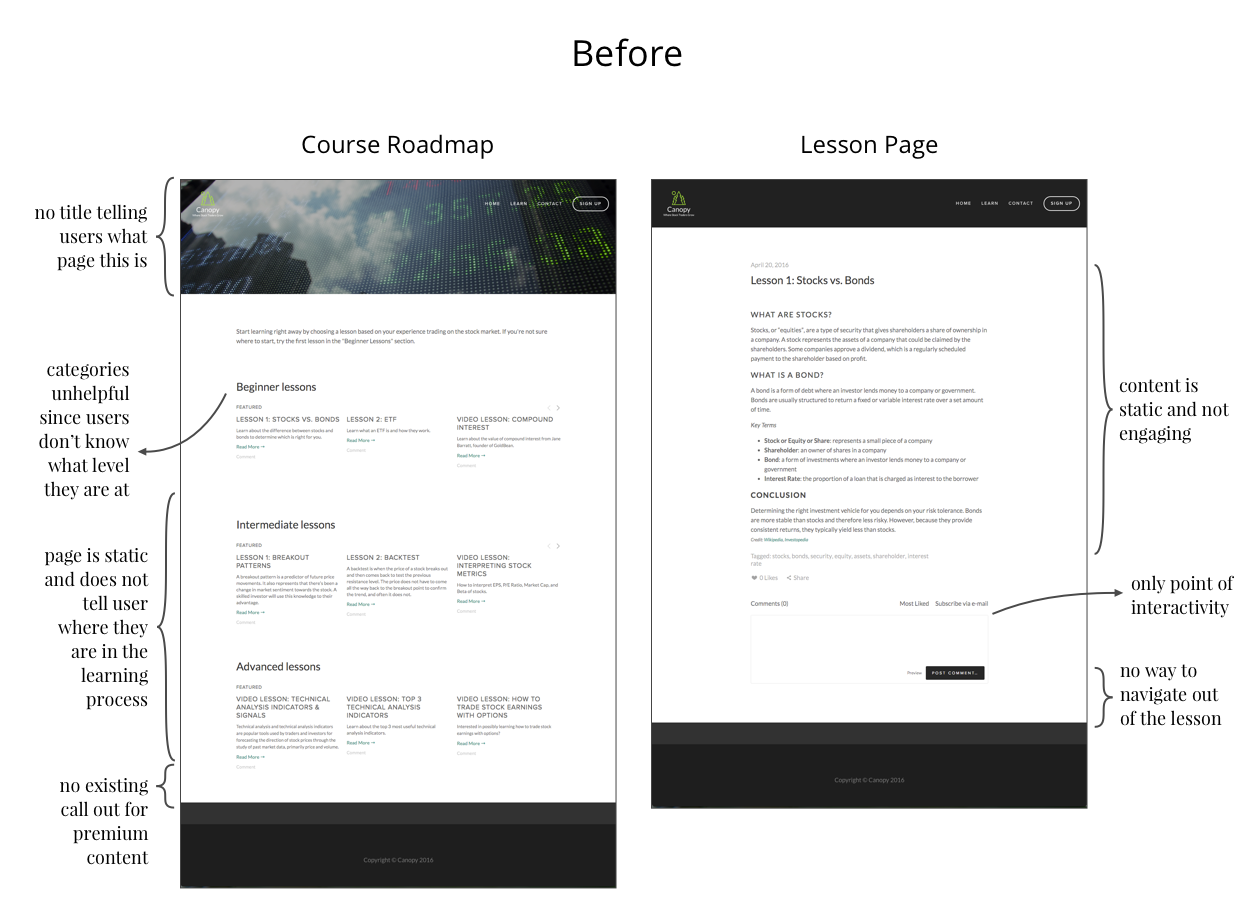 Before
Course Roadmap
no title telling
users what
page this is
categories
unhelpful
since users
don’t know
what level
they are at
page is static
and does not
tell user
where they
are in the
learning
process
no existing
call out for
premium
content
Canopy
HOME LEARN CONTACT SIGN UP
Start learning right away by choosing a lesson based on your experience trading on the stock market. If you're not sure
where to start, try the first lesson in the "Beginner Lessons" section.
Beginner lessons
FEATURED
LESSON 1: STOCKS VS. BONDS
Learn about the difference between stocks and
bonds to determine which is right for you.
Read More →
Comment
LESSON 2: ETF
Learn what an ETF is and how they work.
Read More →
Comment
VIDEO LESSON: COMPOUND
INTEREST
Learn about the value of compound interest from Jane
Barratt, founder of GoldBean.
Read More →
Comment
Intermediate lessons
FEATURED
LESSON 1: BREAKOUT
PATTERNS
A breakout pattern is a predictor of future price
movements. It also represents that there's been a
change in market sentiment towards the stock. A
skilled investor will use this knowledge to their
advantage.
Read More →
Comment
LESSON 2: BACKTEST
A backtest is when the price of a stock breaks out
and then comes back to test the previous
resistance level. The price does not have to come
all the way back to the breakout point to confirm
the trend, and often it does not.
Read More →
Comment
VIDEO LESSON:
INTERPRETING STOCK
METRICS
How to interpret EPS, P/E Ratio, Market Cap, and
Beta of stocks.
Read More →
Comment
Advanced lessons
FEATURED
VIDEO LESSON: TECHNICAL
ANALYSIS INDICATORS &
SIGNALS
Technical analysis and technical analysis indicators
are popular tools used by traders and investors for
forecasting the direction of stock prices through the
study of past market data, primarily price and volume.
Read More →
Comment
VIDEO LESSON: TOP 3
TECHNICAL ANALYSIS
INDICATORS
Learn about the top 3 most useful technical
analysis indicators.
Read More →
Comment
VIDEO LESSON: HOW TO
TRADE STOCK EARNINGS
WITH OPTIONS
Interested in possibly learning how to trade stock
earnings with options?
Read More →
Comment
Copyright © Canopy 2016
Lesson Page
Canopy
HOME LEARN CONTACT SIGN UP
April 20, 2016
Lesson 1: Stocks vs. Bonds
WHAT ARE STOCKS?
Stocks, or "equities", are a type of security that gives shareholders a share of ownership in
a company. A stock represents the assets of a company that could be claimed by the
shareholders. Some companies approve a dividend, which is a regularly scheduled
payment to the shareholder based on profit.
WHAT IS A BOND?
A bond is a form of debt where an investor lends money to a company or government.
Bonds are usually structured to return a fixed or variable interest rate over a set amount
of time.
Key Terms
• Stock or Equity or Share: represents a small piece of a company
• Shareholder: an owner of shares in a company
• Bond: a form of investments where an investor lends money to a company or
government
• Interest Rate: the proportion of a loan that is charged as interest to the borrower
CONCLUSION
Determining the right investment vehicle for you depends on your risk tolerance. Bonds
are more stable than stocks and therefore less risky. However, because they provide
consistent returns, they typically yield less than stocks.
Credit: Wikipedia, Investopedia
Tagged: stocks, bonds, security, equity, assets, shareholder, interest
rate
0 Likes Share
Comments (0) Most Liked Subscribe via e-mail
Preview POST COMMENT...
Copyright © Canopy 2016
content is
static and not
engaging
only point of
interactivity
no way to
navigate out
of the lesson